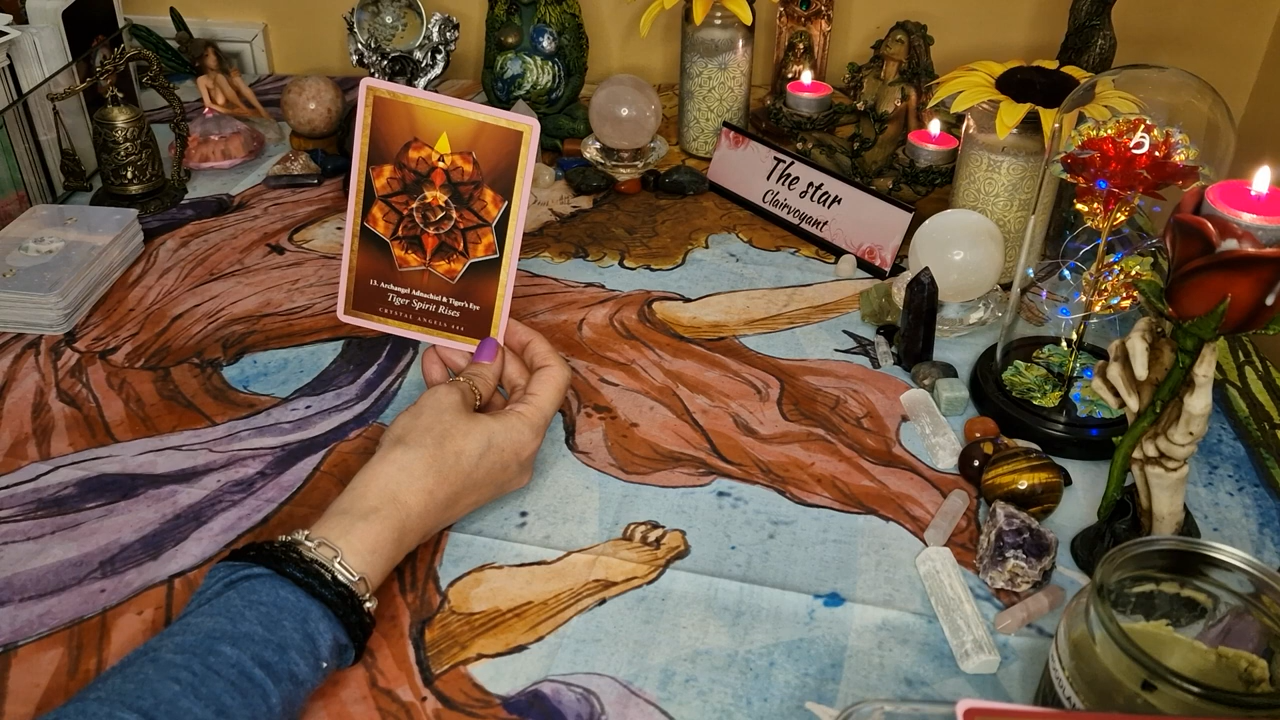 The star
Clairvoyant
13. Archangel Adnachiel & Tiger's Eye
Tiger Spirit Rises
CRYSTAL ANGELS 444